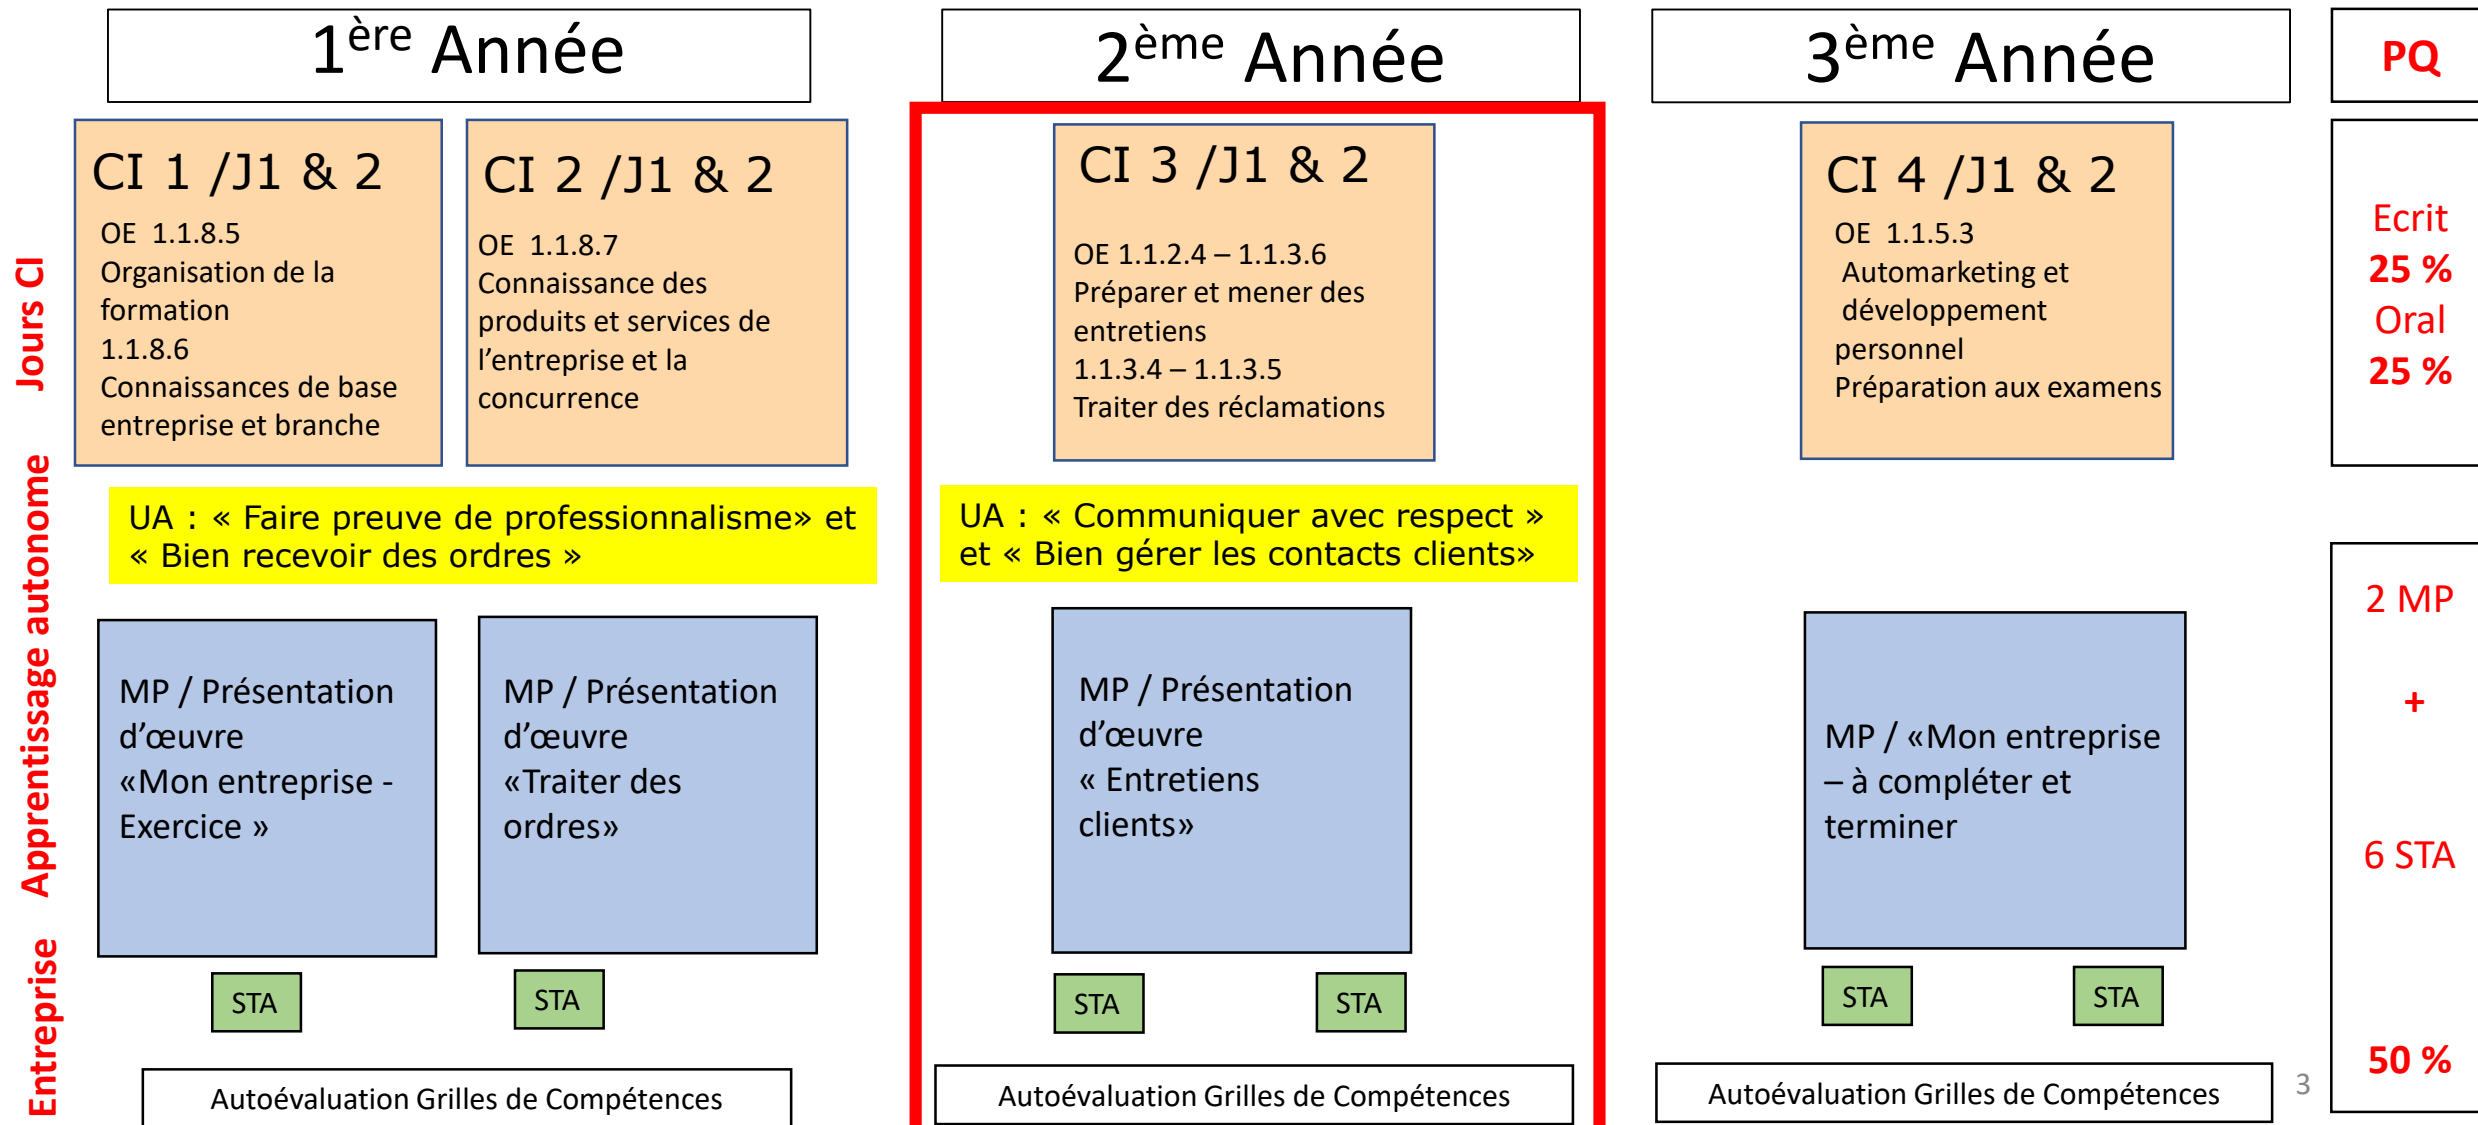 1ère Année
2ème Année
3ème Année
PQ
Jours CI
CI 1 /J1 & 2
OE 1.1.8.5
Organisation de la
formation
1.1.8.6
Connaissances de base
entreprise et branche
CI 2 /J1 & 2
OE 1.1.8.7
Connaissance des
produits et services de
l’entreprise et la
concurrence
CI 3 /J1 & 2
OE 1.1.2.4 – 1.1.3.6
Préparer et mener des
entretiens
1.1.3.4 – 1.1.3.5
Traiter des réclamations
CI 4 /J1 & 2
OE 1.1.5.3
Automarketing et
développement
personnel
Préparation aux examens
Ecrit
25 %
Oral
25 %
Apprentissage autonome
UA : « Faire preuve de professionnalisme» et
« Bien recevoir des ordres »
UA : « Communiquer avec respect »
et « Bien gérer les contacts clients»
MP / Présentation
d’œuvre
«Mon entreprise -
Exercice »
MP / Présentation
d’œuvre
«Traiter des
ordres»
MP / Présentation
d’œuvre
« Entretiens
clients»
MP / «Mon entreprise
– à compléter et
terminer
2 MP
+
6 STA
50 %
Entreprise
STA
STA
STA
STA
STA
STA
Autoévaluation Grilles de Compétences
Autoévaluation Grilles de Compétences
Autoévaluation Grilles de Compétences
3